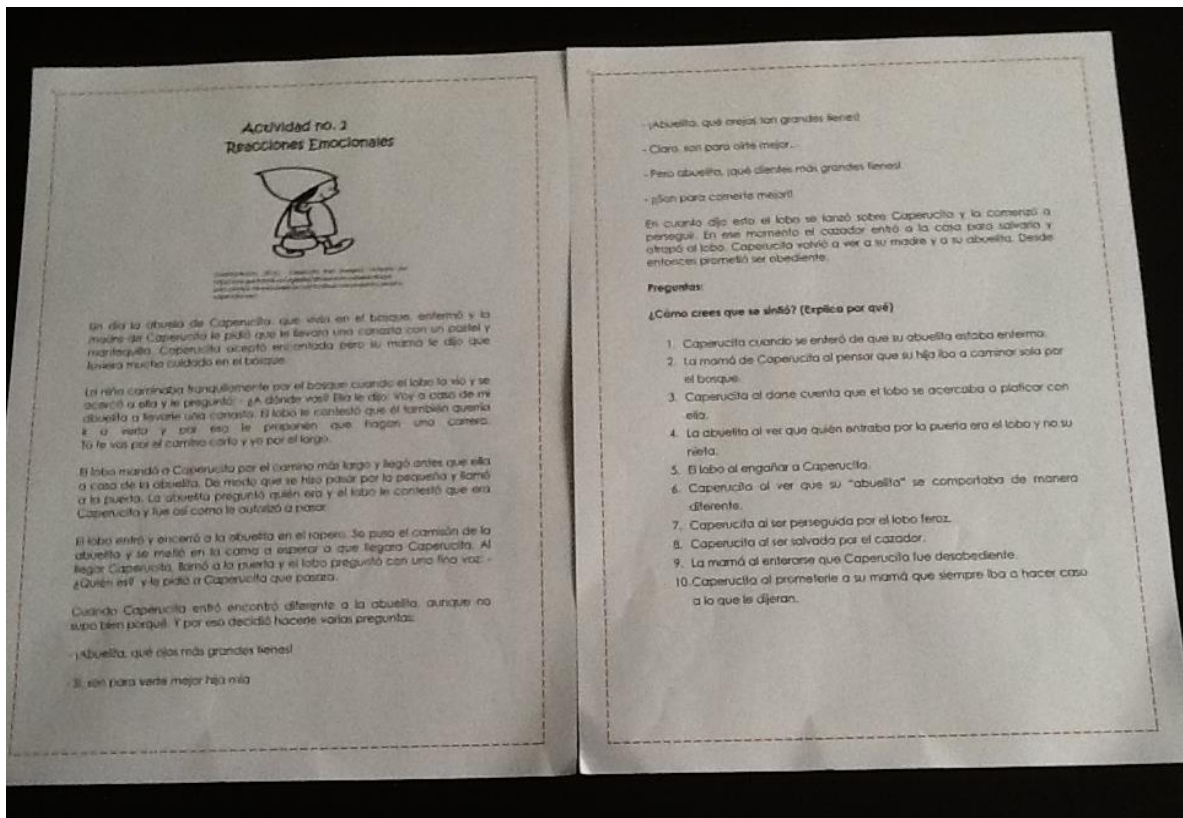 Actividad no. 2
Reacciones Emocionales
Un día la abuela de Caperucita, que vivía en el bosque, enfermó y la
madre de Caperucita le pidió que le llevara una canasta con un pastel y
mantequilla. Caperucita aceptó encantada pero su mamá le dijo que
tuviera mucho cuidado en el bosque.
La niña caminaba tranquilamente por el bosque cuando el lobo la vio y se
acercó a ella y le preguntó: - ¿A dónde vas? Ella le dijo: Voy a casa de mi
abuelita a llevarle una canasta. El lobo le contestó que él también quería
ir a verla y por eso le proponen que hagan una carrera.
Tú te vas por el camino corto y yo por el largo.
El lobo mandó a Caperucita por el camino más largo y llegó antes que ella
a casa de la abuelita. De modo que se hizo pasar por la pequeña y llamó
a la puerta. La abuelita preguntó quién era y el lobo le contestó que era
Caperucita y fue así como le autorizó a pasar.
El lobo entró y encerró a la abuelita en el ropero. Se puso el camisón de la
abuelita y se metió en la cama a esperar a que llegara Caperucita. Al
llegar Caperucita, llamó a la puerta y el lobo preguntó con una fina voz: -
¿Quién es? y le pidió a Caperucita que pasara.
Cuando Caperucita entró encontró diferente a la abuelita, aunque no
supo bien porqué. Y por eso decidió hacerle varias preguntas:
- ¡Abuelita, qué ojos más grandes tienes!
- Sí, son para verte mejor hija mía
- ¡Abuelita, qué orejas tan grandes tienes!
- Claro, son para oírte mejor...
- Pero abuelita, ¡qué dientes más grandes tienes!
- ¡¡Son para comerte mejor!!
En cuanto dijo esto el lobo se lanzó sobre Caperucita y la comenzó a
perseguir. En ese momento el cazador entró a la casa para salvarla y
atrapó al lobo. Caperucita volvió a ver a su madre y a su abuelita. Desde
entonces prometió ser obediente.
Preguntas:
¿Cómo crees que se sintió? (Explica por qué)
1. Caperucita cuando se enteró de que su abuelita estaba enferma.
2. La mamá de Caperucita al pensar que su hija iba a caminar sola por
el bosque.
3. Caperucita al darse cuenta que el lobo se acercaba a platicar con
ella.
4. La abuelita al ver que quién entraba por la puerta era el lobo y no su
nieta.
5. El lobo al engañar a Caperucita.
6. Caperucita al ver que su "abuelita" se comportaba de manera
diferente.
7. Caperucita al ser perseguida por el lobo feroz.
8. Caperucita al ser salvada por el cazador.
9. La mamá al enterarse que Caperucita fue desobediente.
10. Caperucita al prometerle a su mamá que siempre iba a hacer caso
a lo que le dijeran.